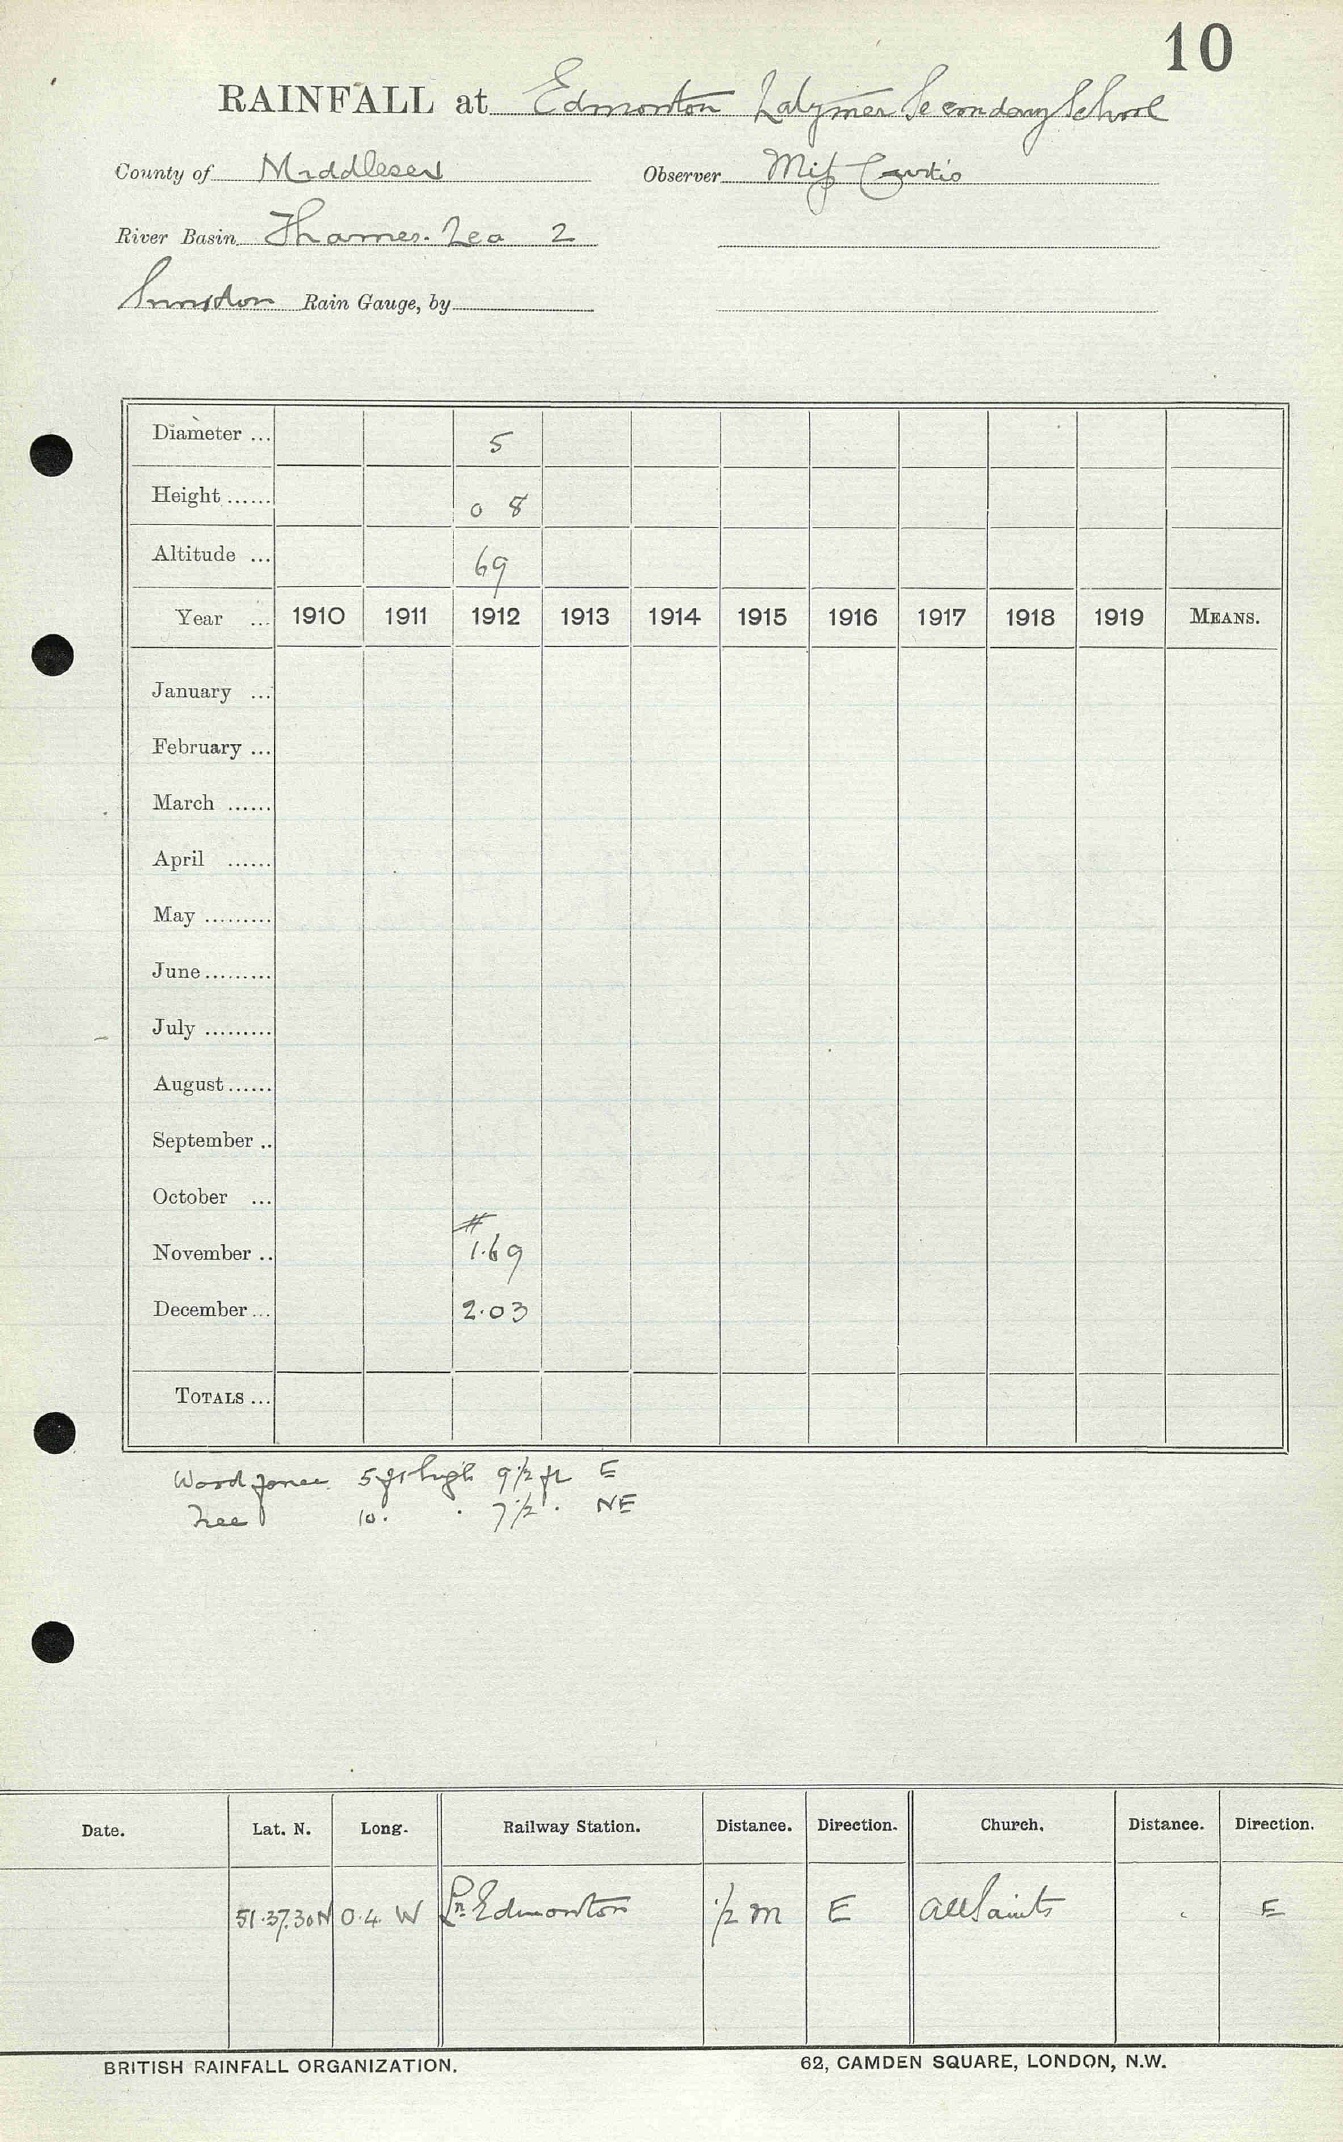 10
RAINFALL at Edmonton Latymer Secondary School
County of Middlesex Observer Miss Curtis
River Basin Thames. Lea 2
Snowdon Rain Gauge, by
Diameter ... 5
Height ...... 0 8
Altitude ... 69
Year ... 1910 1911 1912 1913 1914 1915 1916 1917 1918 1919 MEANS.
January ...
February ...
March ......
April ......
May .........
June .........
July .........
August ......
September ..
October ...
#
November .. 1.69
December ... 2.03
TOTALS ...
Wood fence 5 ft high 9 1/2 ft E
Tree 10. . 7 1/2 . NE
Date. Lat. N. Long. Railway Station. Distance. Direction. Church. Distance. Direction.
51.37.30N 0.4 W Lr Edmonton 1/2 m E All Saints . E
BRITISH RAINFALL ORGANIZATION. 62, CAMDEN SQUARE, LONDON, N.W.